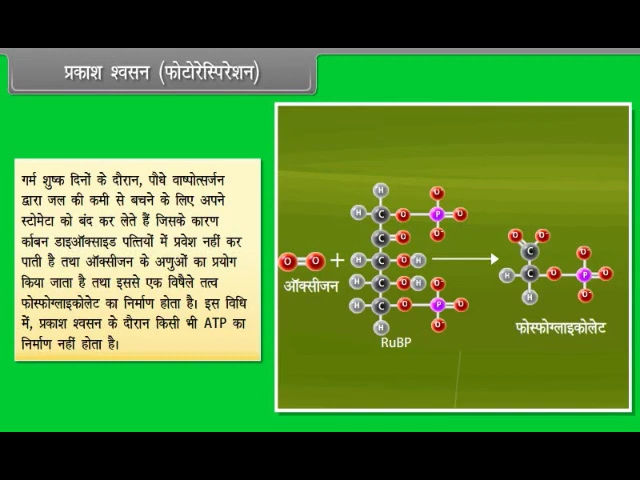 प्रकाश श्वसन (फोटोरेस्पिरेशन)
गर्म शुष्क दिनों के दौरान, पौधे वाष्पोत्सर्जन
द्वारा जल की कमी से बचने के लिए अपने
स्टोमेटा को बंद कर लेते हैं जिसके कारण
र्काबन डाइऑक्साइड पत्तियों में प्रवेश नहीं कर
पाती है तथा ऑक्सीजन के अणुओं का प्रयोग
किया जाता है तथा इससे एक विषैले तत्व
फोस्फोग्लाइकोलेट का निर्माण होता है। इस विधि
में, प्रकाश श्वसन के दौरान किसी भी ATP का
निर्माण नहीं होता है।
H
H C O P O
O
O
C O
O O + H C O H
H C O H
O
H C O P O
O
H
ऑक्सीजन
RuBP
O O⁻
C
O⁻
H C O P O
H
O⁻
फोस्फोग्लाइकोलेट